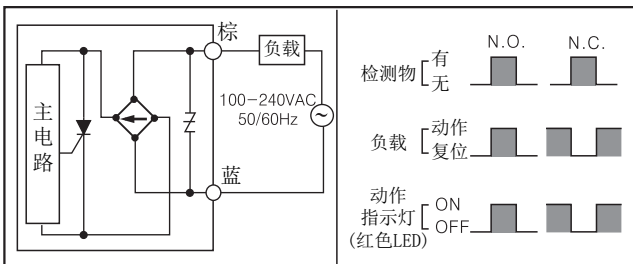 棕
负载
100-240VAC
50/60Hz
~
主电路
蓝
N.O.
N.C.
检测物
有
无
负载
动作
复位
动作
指示灯
(红色LED)
ON
OFF